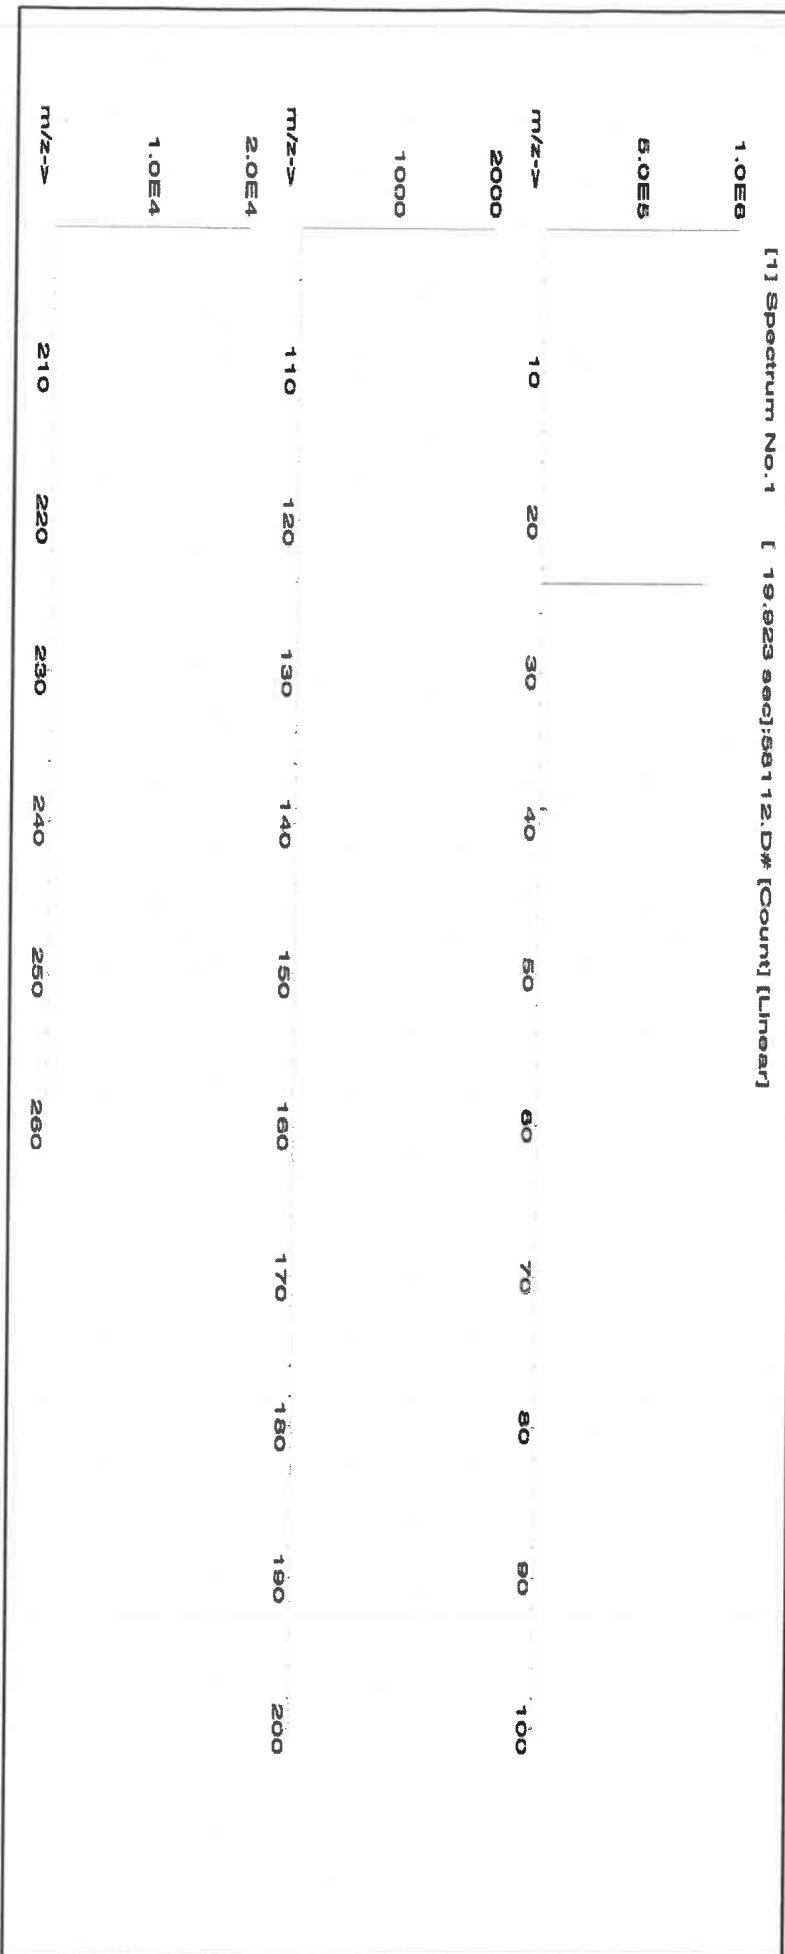 [1] Spectrum No.1 [ 19.923 sec]:58112.D# [Count] [Linear]
1.0E6
5.0E5
m/z-> 10 20 30 40 50 60 70 80 90 100
2000
1000
m/z-> 110 120 130 140 150 160 170 180 190 200
2.0E4
1.0E4
m/z-> 210 220 230 240 250 260